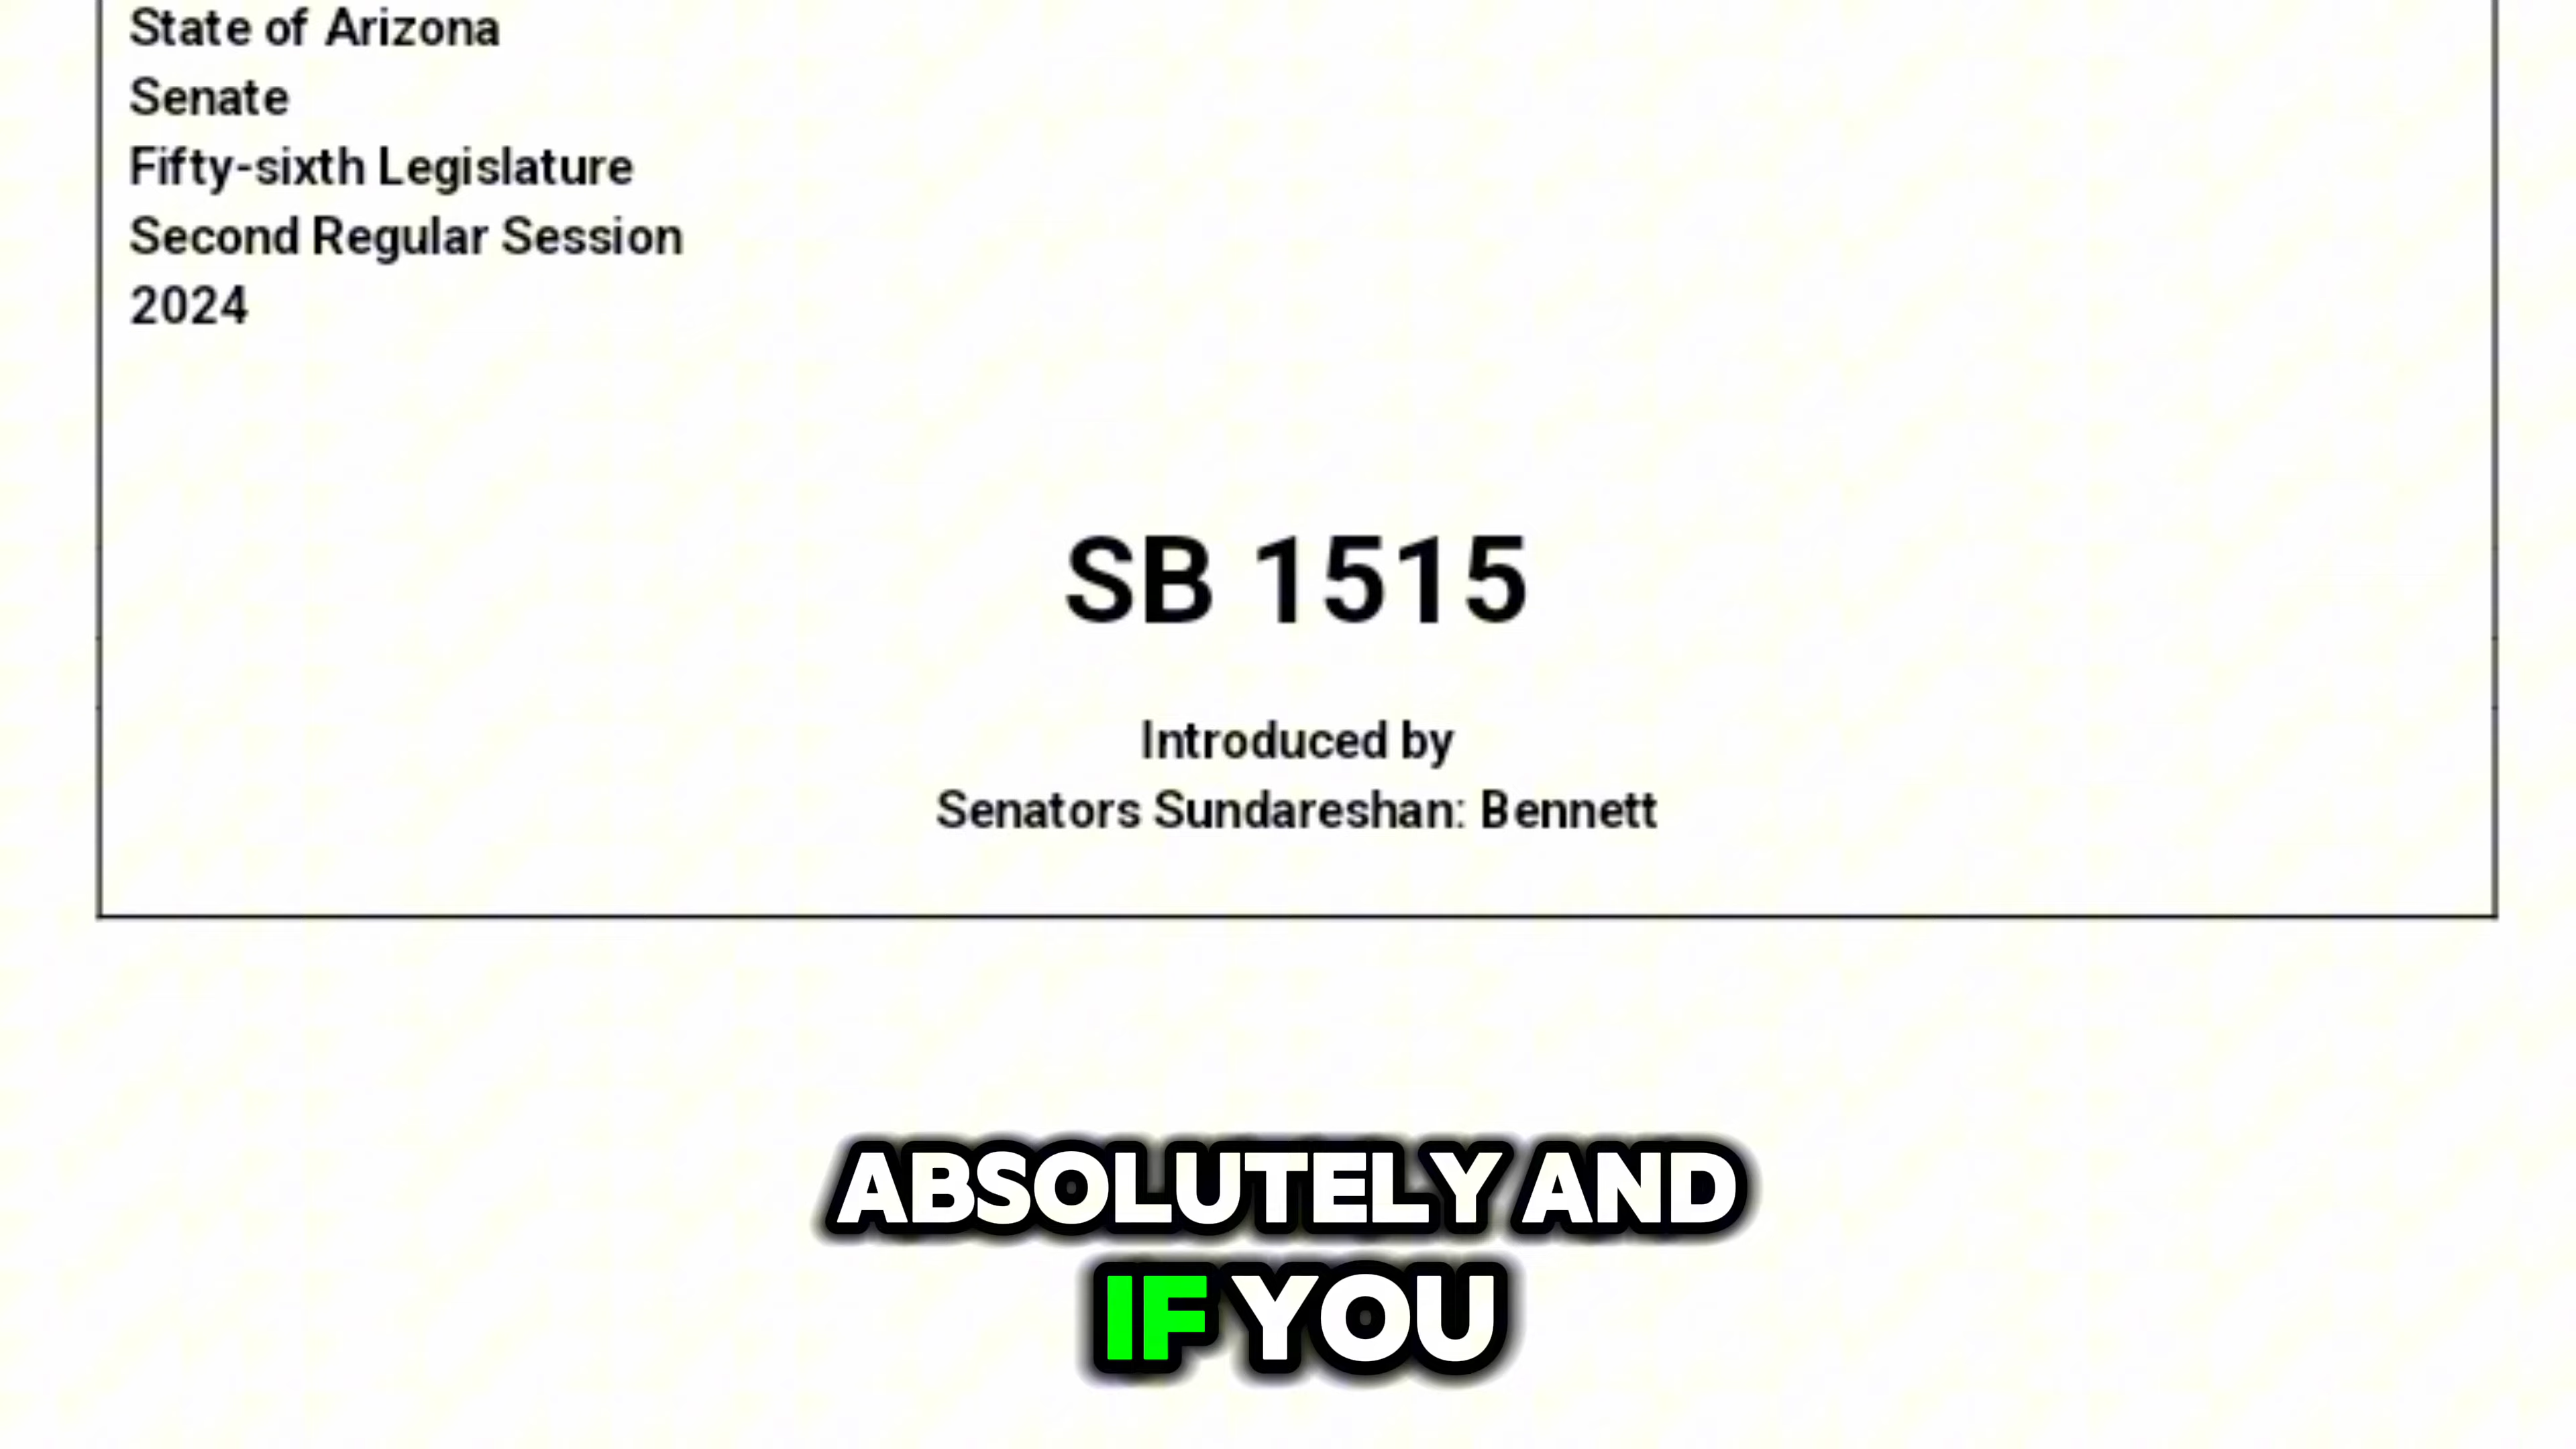 State of Arizona
Senate
Fifty-sixth Legislature
Second Regular Session
2024
SB 1515
Introduced by
Senators Sundareshan: Bennett
ABSOLUTELY AND
IF YOU